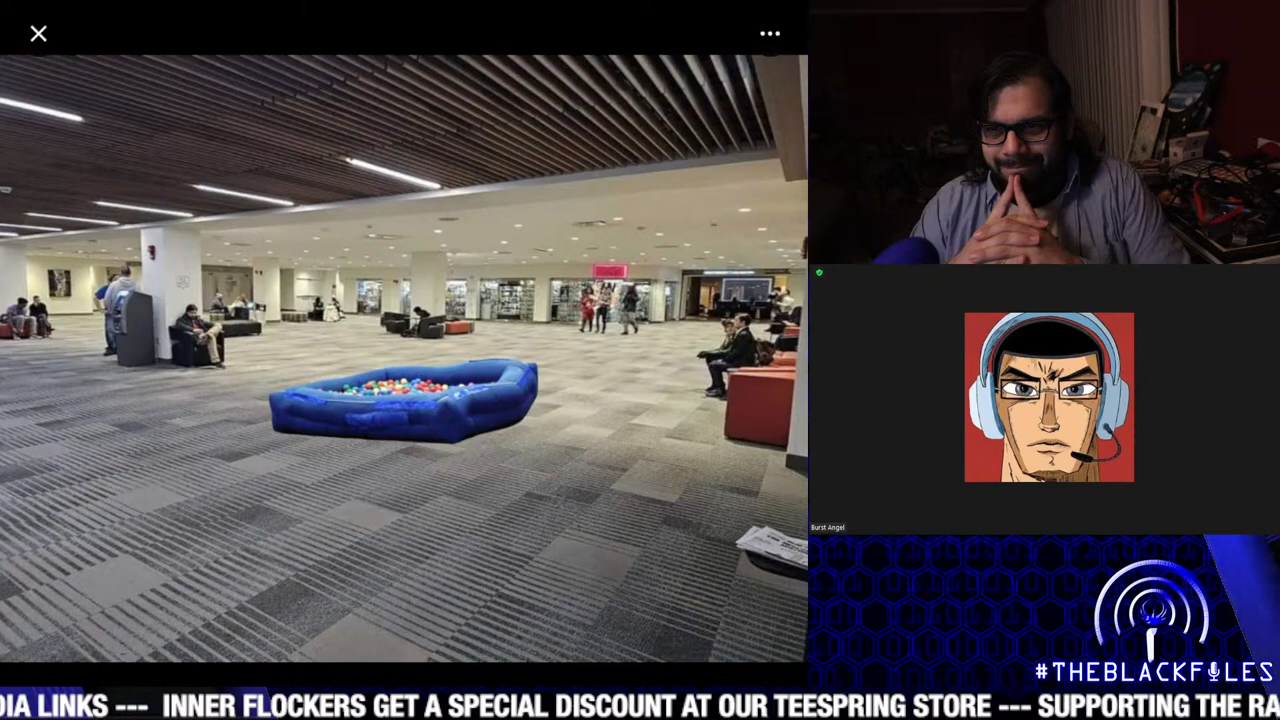 Burst Angel
#THEBLACKFILES
DIA LINKS --- INNER FLOCKERS GET A SPECIAL DISCOUNT AT OUR TEESPRING STORE --- SUPPORTING THE RA